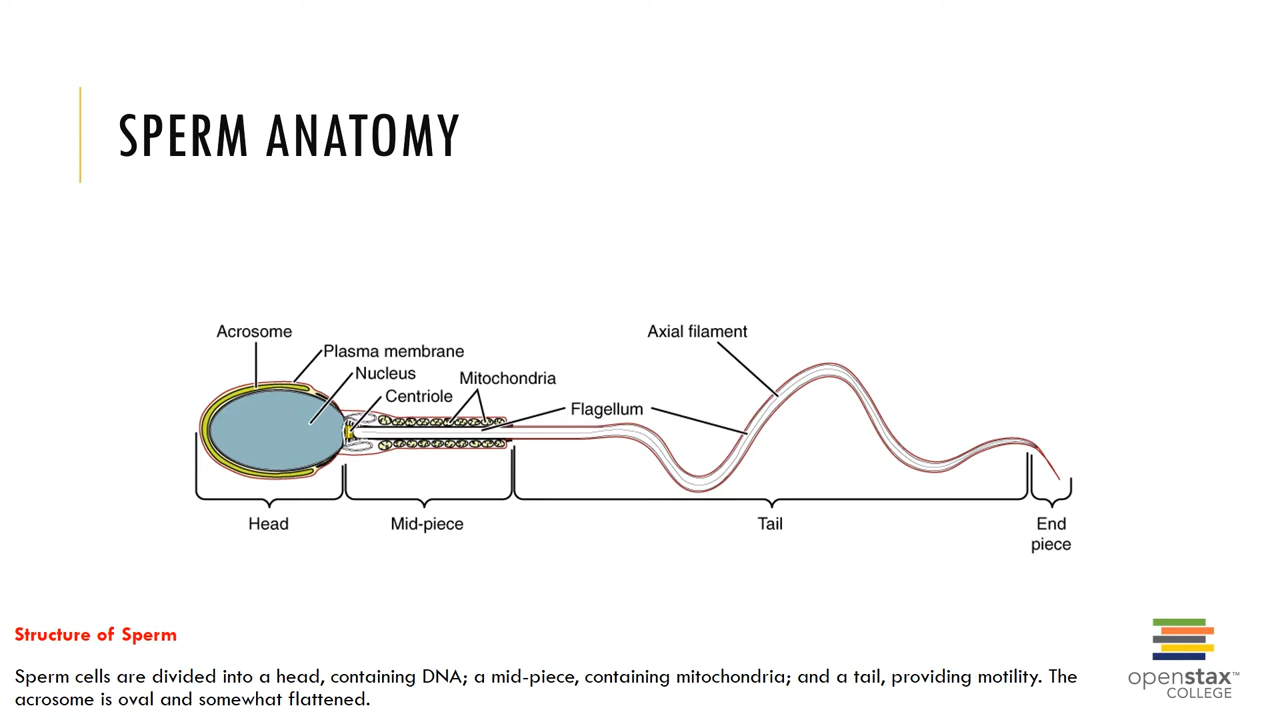 SPERM ANATOMY
Acrosome
Plasma membrane
Nucleus
Centriole
Mitochondria
Flagellum
Axial filament
Head
Mid-piece
Tail
End
piece
Structure of Sperm
Sperm cells are divided into a head, containing DNA; a mid-piece, containing mitochondria; and a tail, providing motility. The
acrosome is oval and somewhat flattened.
openstax™
COLLEGE